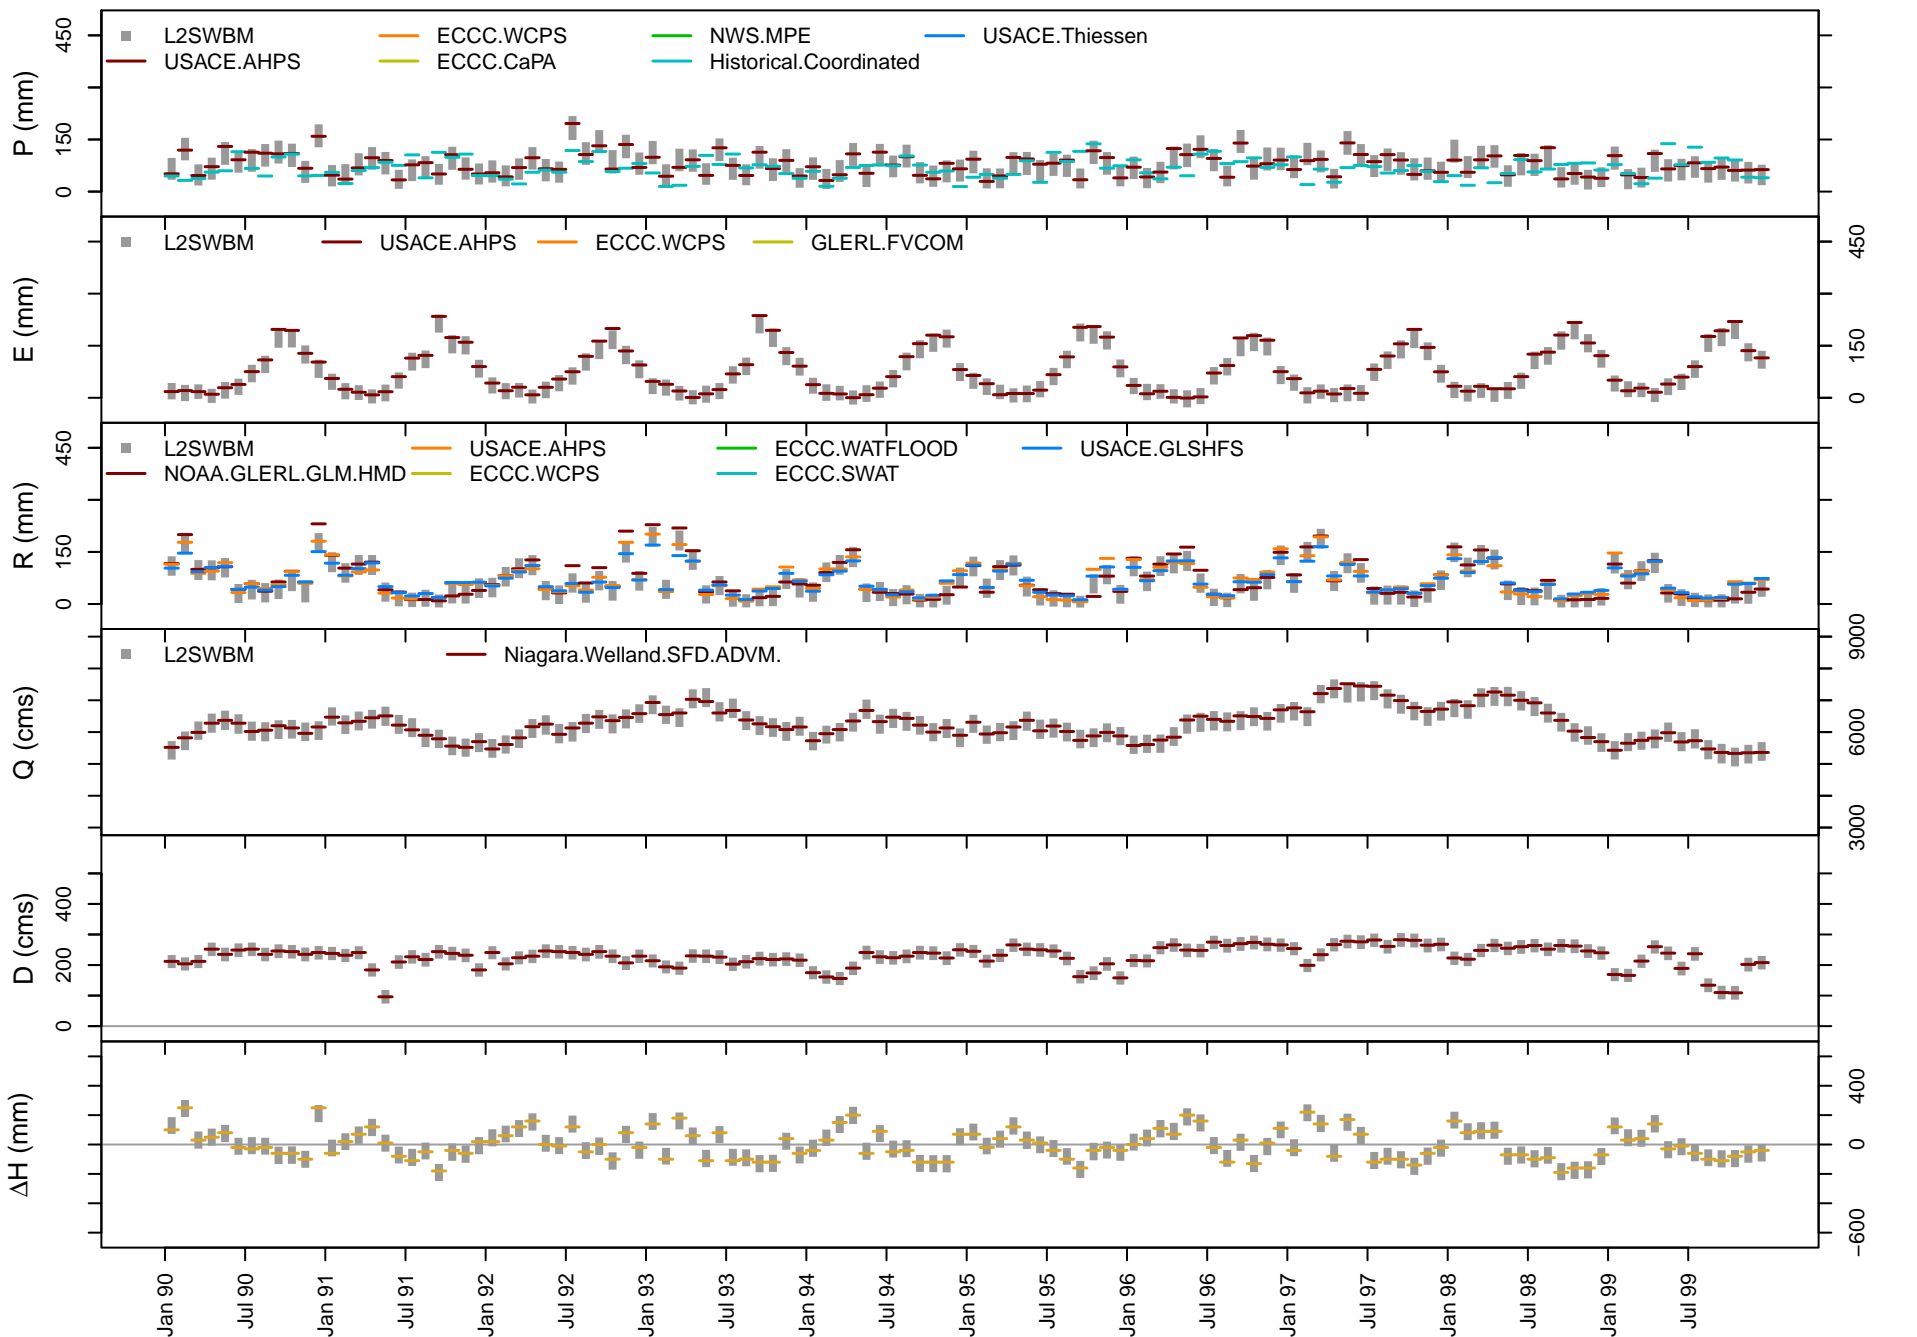 P (mm)
450
150
0
L2SWBM
ECCC.WCPS
NWS.MPE
USACE.Thiessen
USACE.AHPS
ECCC.CaPA
Historical.Coordinated
E (mm)
L2SWBM
USACE.AHPS
ECCC.WCPS
GLERL.FVCOM
450
150
0
R (mm)
450
150
0
L2SWBM
USACE.AHPS
ECCC.WATFLOOD
USACE.GLSHFS
NOAA.GLERL.GLM.HMD
ECCC.WCPS
ECCC.SWAT
Q (cms)
L2SWBM
Niagara.Welland.SFD.ADVM.
9000
6000
3000
D (cms)
400
200
0
ΔH (mm)
400
0
−600
Jan 90
Jul 90
Jan 91
Jul 91
Jan 92
Jul 92
Jan 93
Jul 93
Jan 94
Jul 94
Jan 95
Jul 95
Jan 96
Jul 96
Jan 97
Jul 97
Jan 98
Jul 98
Jan 99
Jul 99